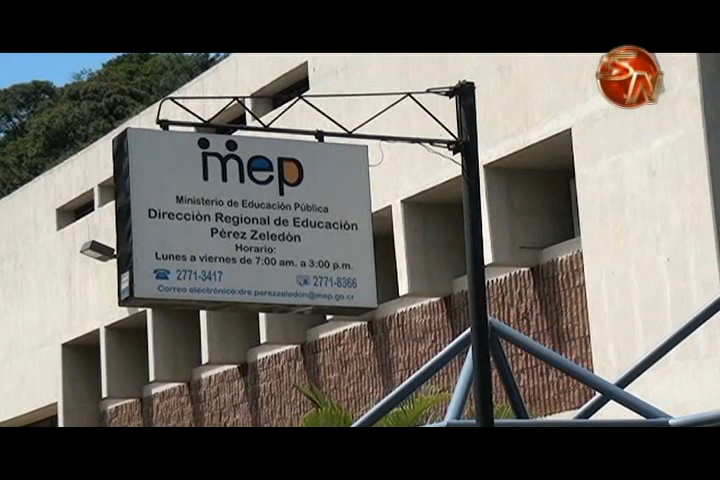 SN
mep
Ministerio de Educación Pública
Dirección Regional de Educación
Pérez Zeledón
Horario:
Lunes a viernes de 7:00 am. a 3:00 p.m.
2771-3417 2771-8366
Correo electrónico:dre.perezzeledon@mep.go.cr